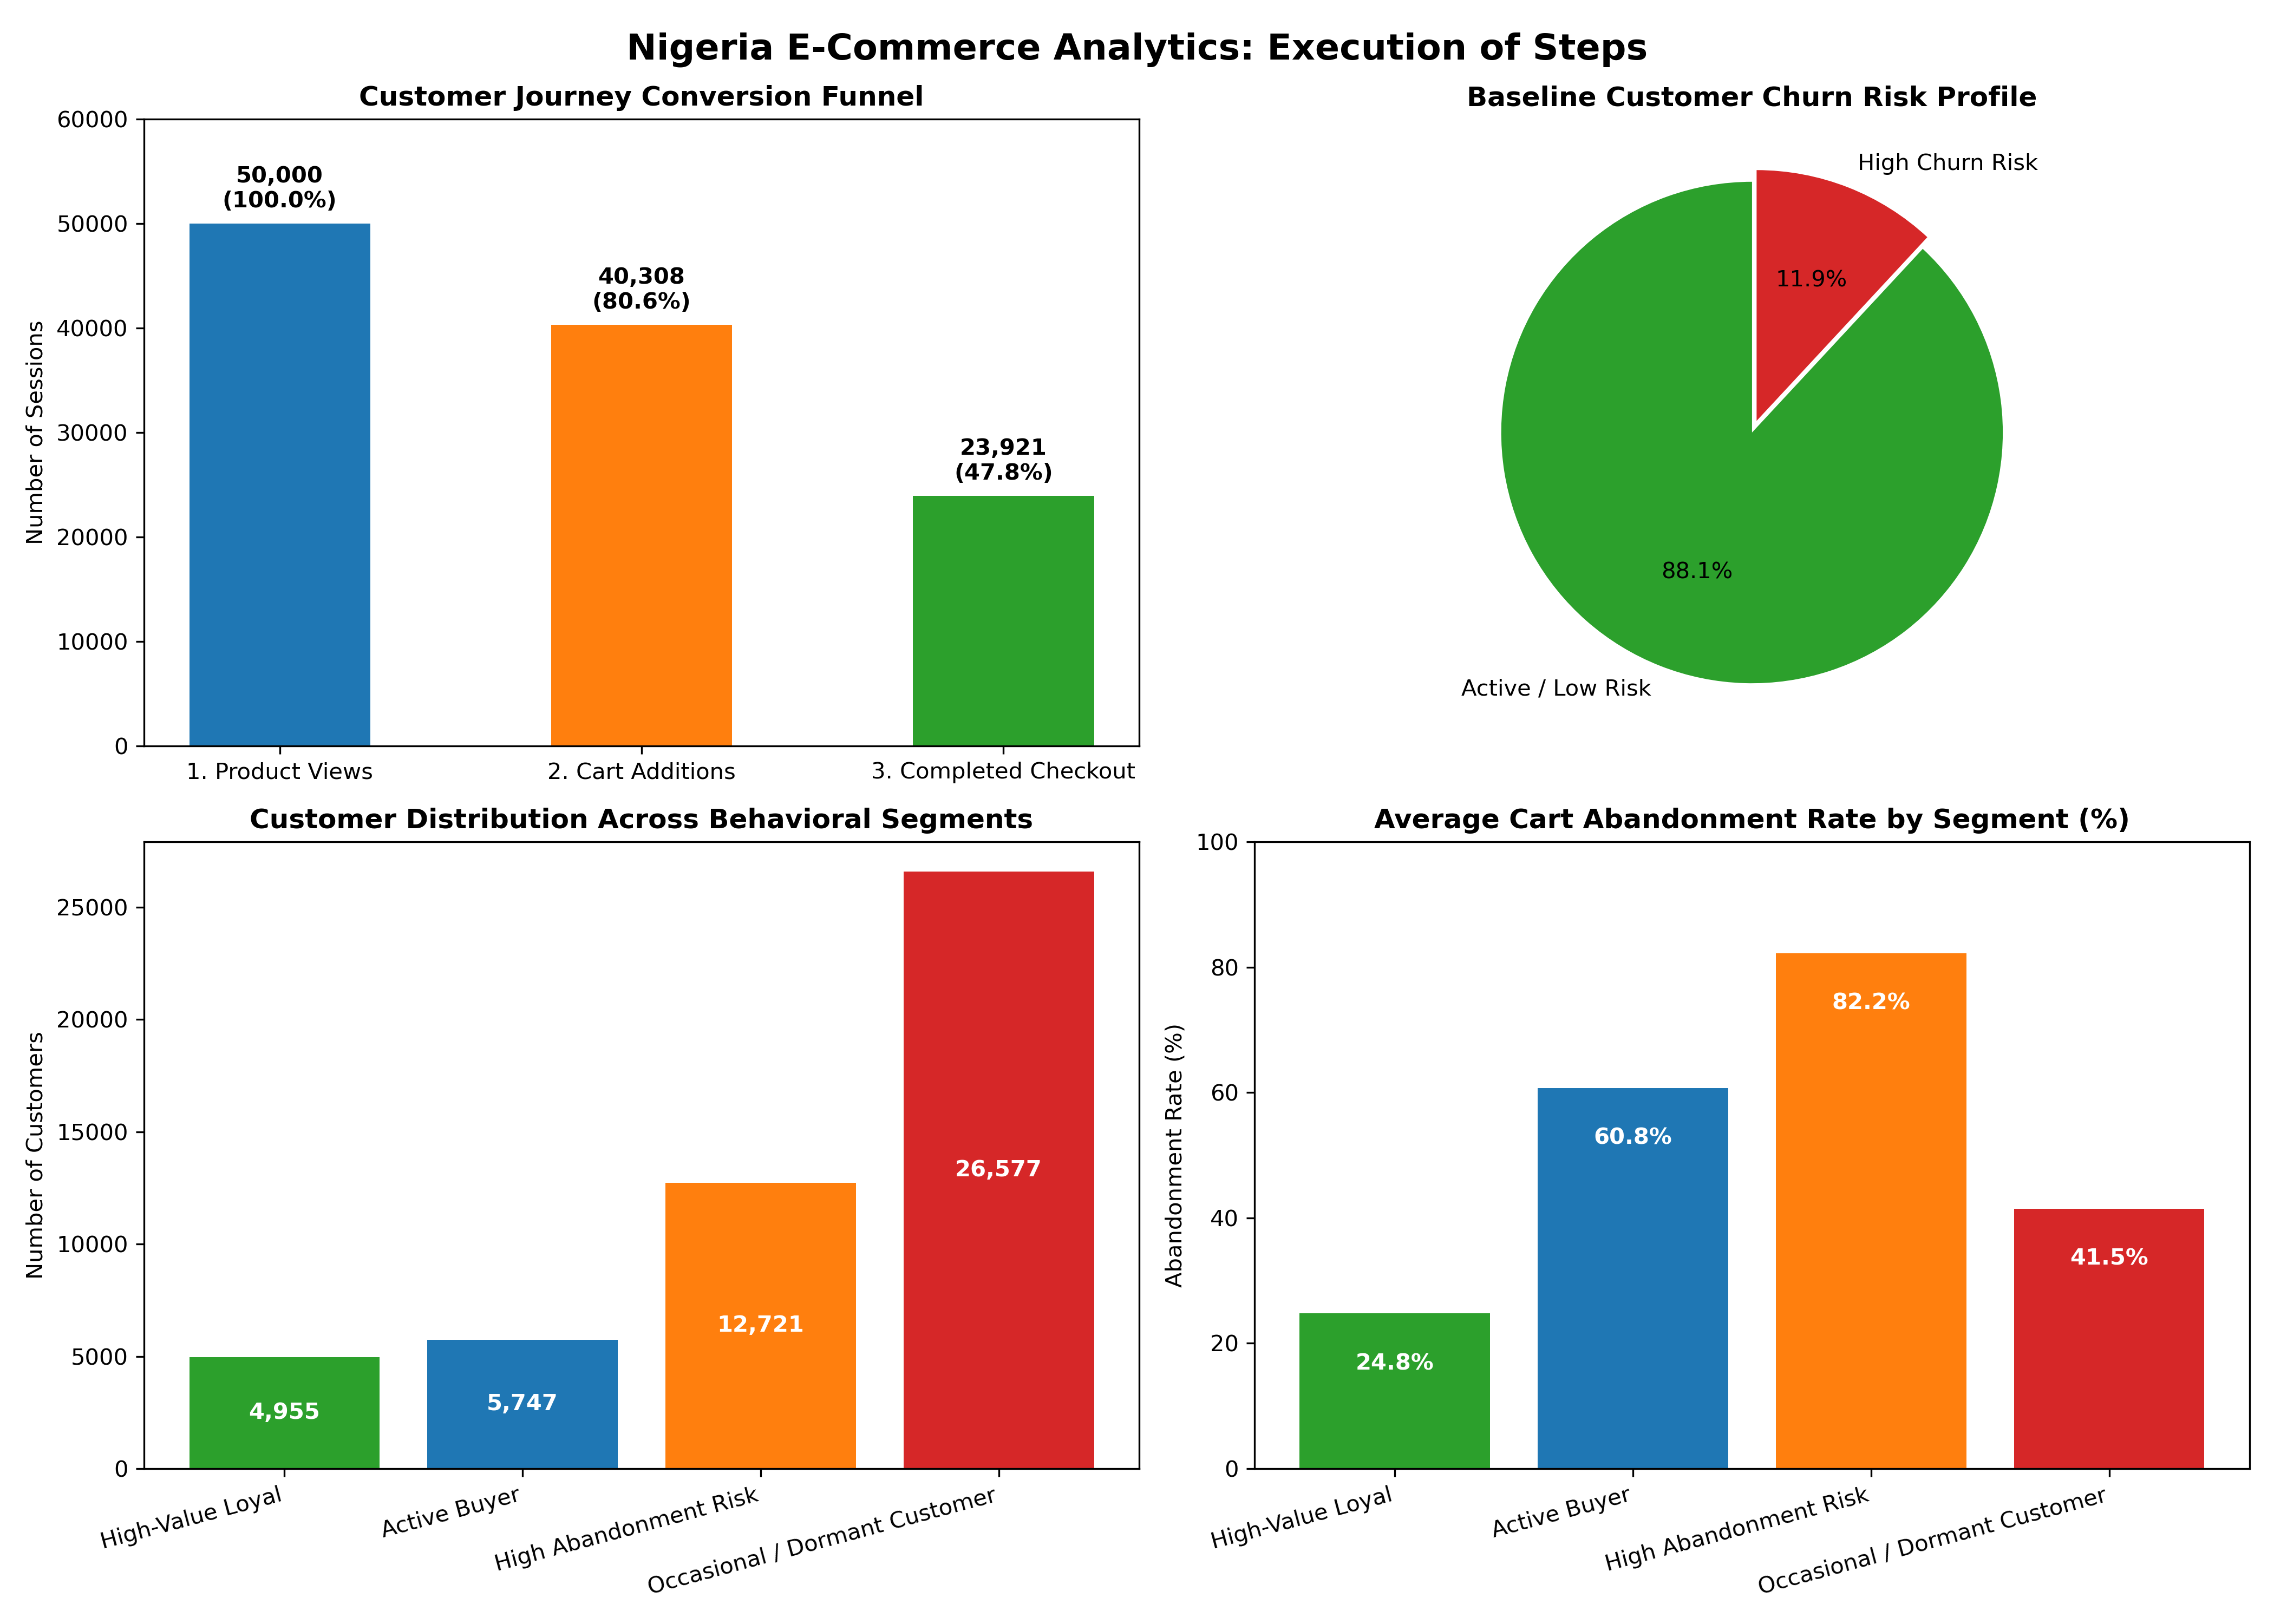 Nigeria E-Commerce Analytics: Execution of Steps
Customer Journey Conversion Funnel
60000
50000
40000
30000
20000
10000
0
Number of Sessions
50,000
(100.0%)
40,308
(80.6%)
23,921
(47.8%)
1. Product Views
2. Cart Additions
3. Completed Checkout
Baseline Customer Churn Risk Profile
High Churn Risk
11.9%
88.1%
Active / Low Risk
Customer Distribution Across Behavioral Segments
25000
20000
15000
10000
5000
0
Number of Customers
4,955
5,747
12,721
26,577
High-Value Loyal
Active Buyer
High Abandonment Risk
Occasional / Dormant Customer
Average Cart Abandonment Rate by Segment (%)
100
80
60
40
20
0
Abandonment Rate (%)
24.8%
60.8%
82.2%
41.5%
High-Value Loyal
Active Buyer
High Abandonment Risk
Occasional / Dormant Customer